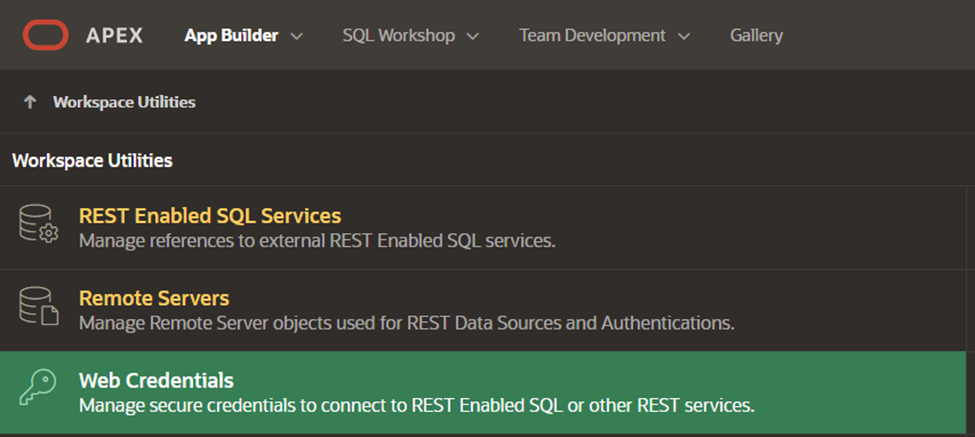 APEX App Builder SQL Workshop Team Development Gallery
Workspace Utilities
Workspace Utilities
REST Enabled SQL Services
Manage references to external REST Enabled SQL services.
Remote Servers
Manage Remote Server objects used for REST Data Sources and Authentications.
Web Credentials
Manage secure credentials to connect to REST Enabled SQL or other REST services.